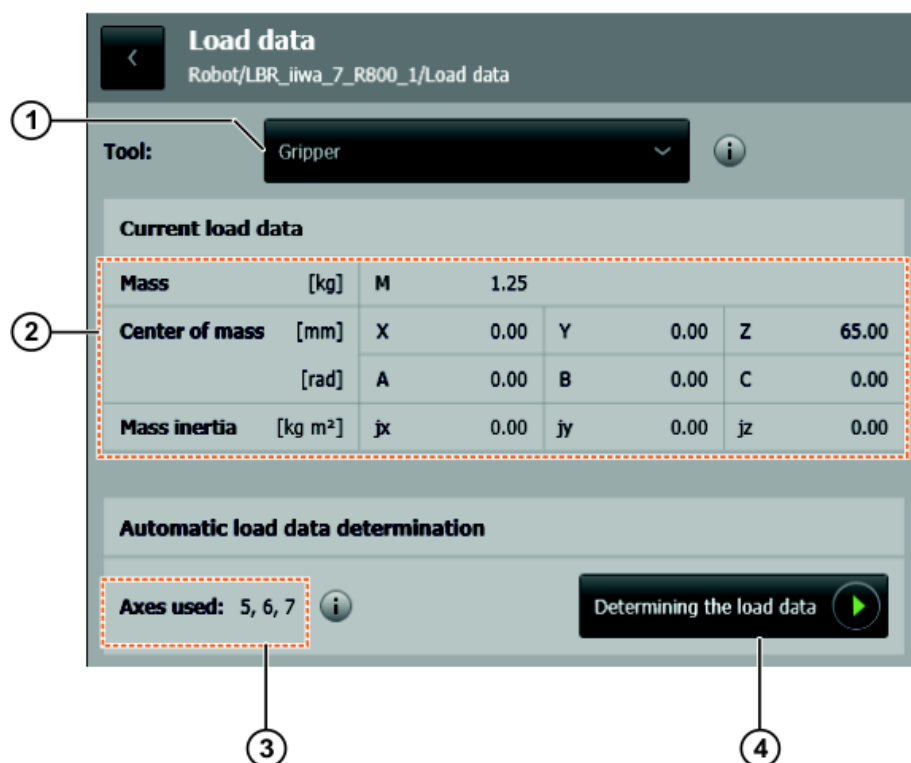 Load data
Robot/LBR_iiwa_7_R800_1/Load data
1
Tool: Gripper i
Current load data
Mass [kg] M 1.25
2
Center of mass [mm] X 0.00 Y 0.00 Z 65.00
[rad] A 0.00 B 0.00 C 0.00
Mass inertia [kg m²] jx 0.00 jy 0.00 jz 0.00
Automatic load data determination
Axes used: 5, 6, 7 i Determining the load data
3 4